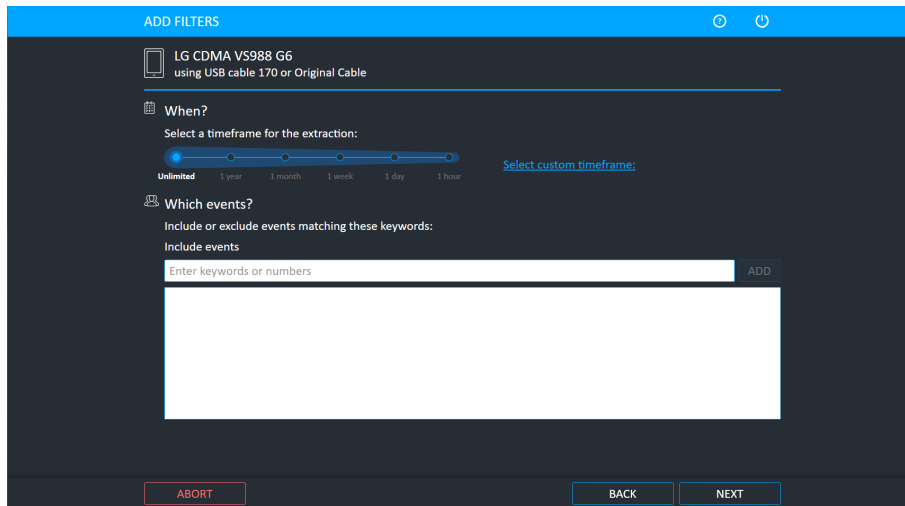 ADD FILTERS
LG CDMA VS988 G6
using USB cable 170 or Original Cable
When?
Select a timeframe for the extraction:
Unlimited 1 year 1 month 1 week 1 day 1 hour
Select custom timeframe:
Which events?
Include or exclude events matching these keywords:
Include events
Enter keywords or numbers ADD
ABORT BACK NEXT